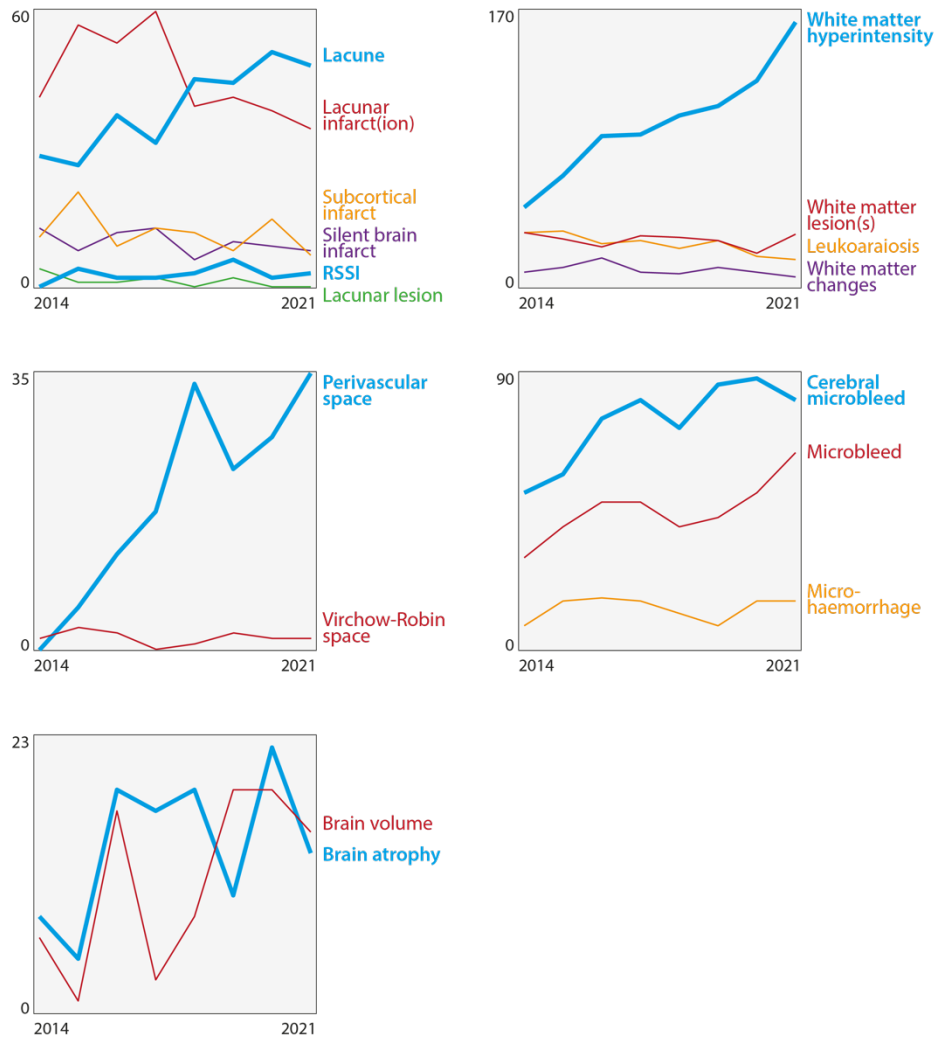 60
Lacune
Lacunar
infarct(ion)
Subcortical
infarct
Silent brain
infarct
RSSI
Lacunar lesion
0
2014 2021
170
White matter
hyperintensity
White matter
lesion(s)
Leukoaraiosis
White matter
changes
0
2014 2021
35
Perivascular
space
Virchow-Robin
space
0
2014 2021
90
Cerebral
microbleed
Microbleed
Micro-
haemorrhage
0
2014 2021
23
Brain volume
Brain atrophy
0
2014 2021